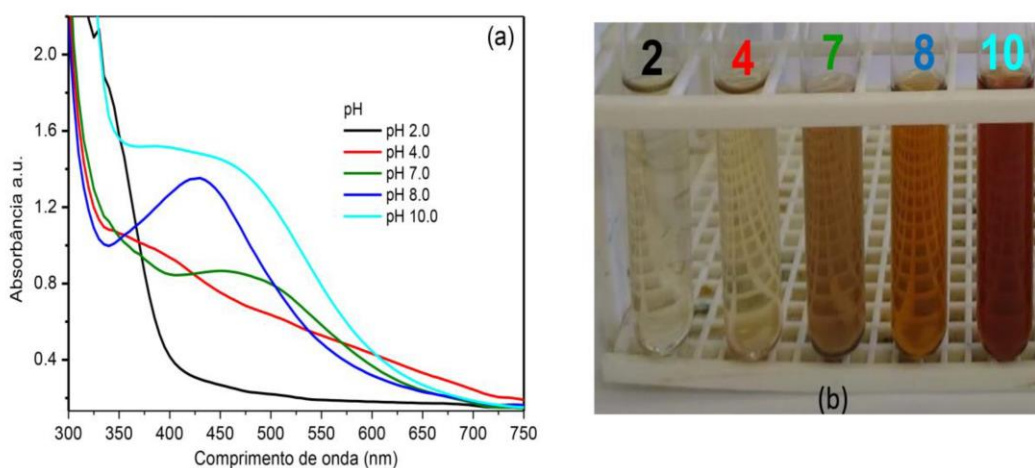 (a)
2.0
1.6
1.2
0.8
0.4
Absorbância a.u.
pH
pH 2.0
pH 4.0
pH 7.0
pH 8.0
pH 10.0
300 350 400 450 500 550 600 650 700 750
Comprimento de onda (nm)
2 4 7 8 10
(b)